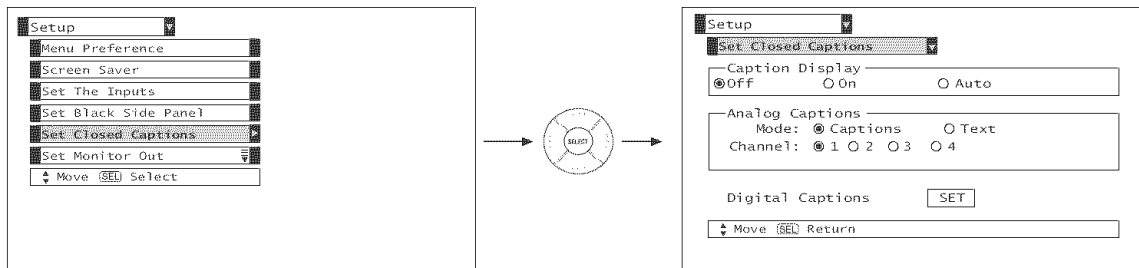 Setup
Menu Preference
Screen Saver
Set The Inputs
Set Black Side Panel
Set Closed Captions
Set Monitor Out
Move SEL Select
SELECT
Setup
Set Closed Captions
Caption Display
Off On Auto
Analog Captions
Mode: Captions Text
Channel: 1 2 3 4
Digital Captions SET
Move SEL Return